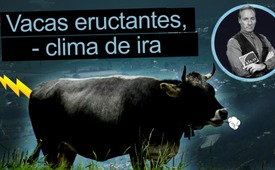 Vacas eructantes,
- clima de ira